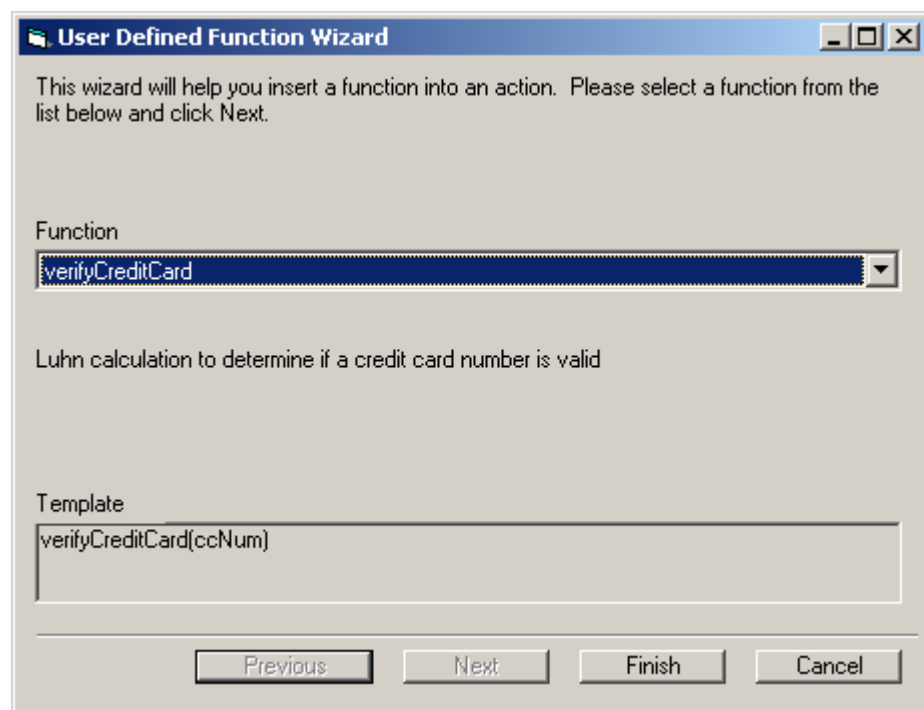 User Defined Function Wizard
This wizard will help you insert a function into an action.  Please select a function from the
list below and click Next.
Function
verifyCreditCard
Luhn calculation to determine if a credit card number is valid
Template
verifyCreditCard(ccNum)
Previous Next Finish Cancel